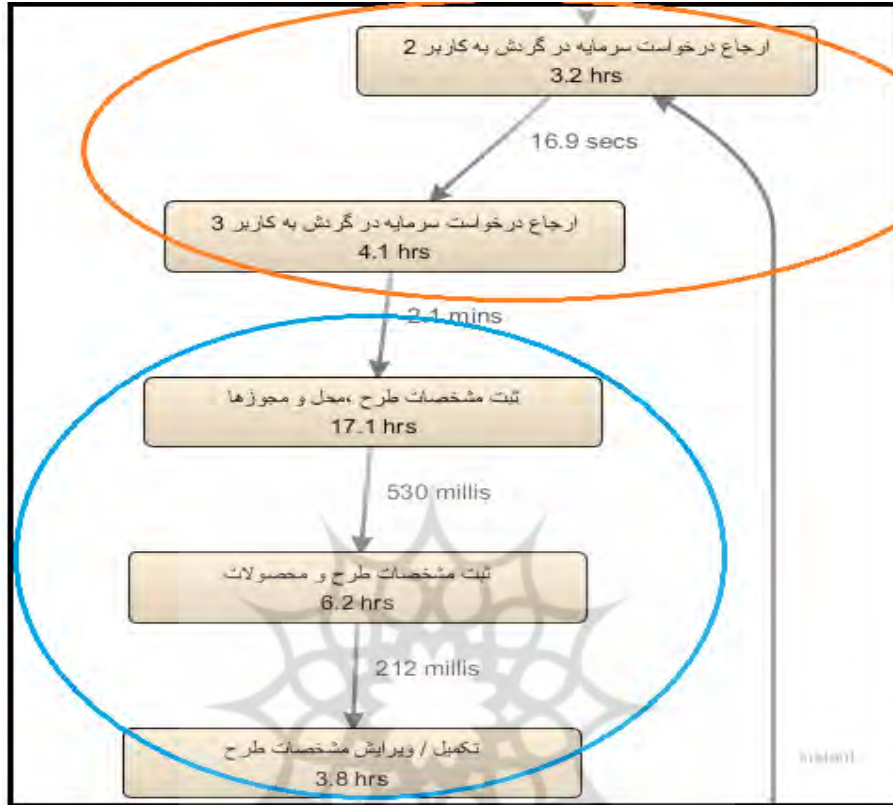 ارجاع درخواست سرمایه در گردش به کاربر 2
3.2 hrs
16.9 secs
ارجاع درخواست سرمایه در گردش به کاربر 3
4.1 hrs
2.1 mins
ثبت مشخصات طرح ،محل و مجوزها
17.1 hrs
530 millis
ثبت مشخصات طرح و محصولات
6.2 hrs
212 millis
تکمیل / ویرایش مشخصات طرح
3.8 hrs
instant